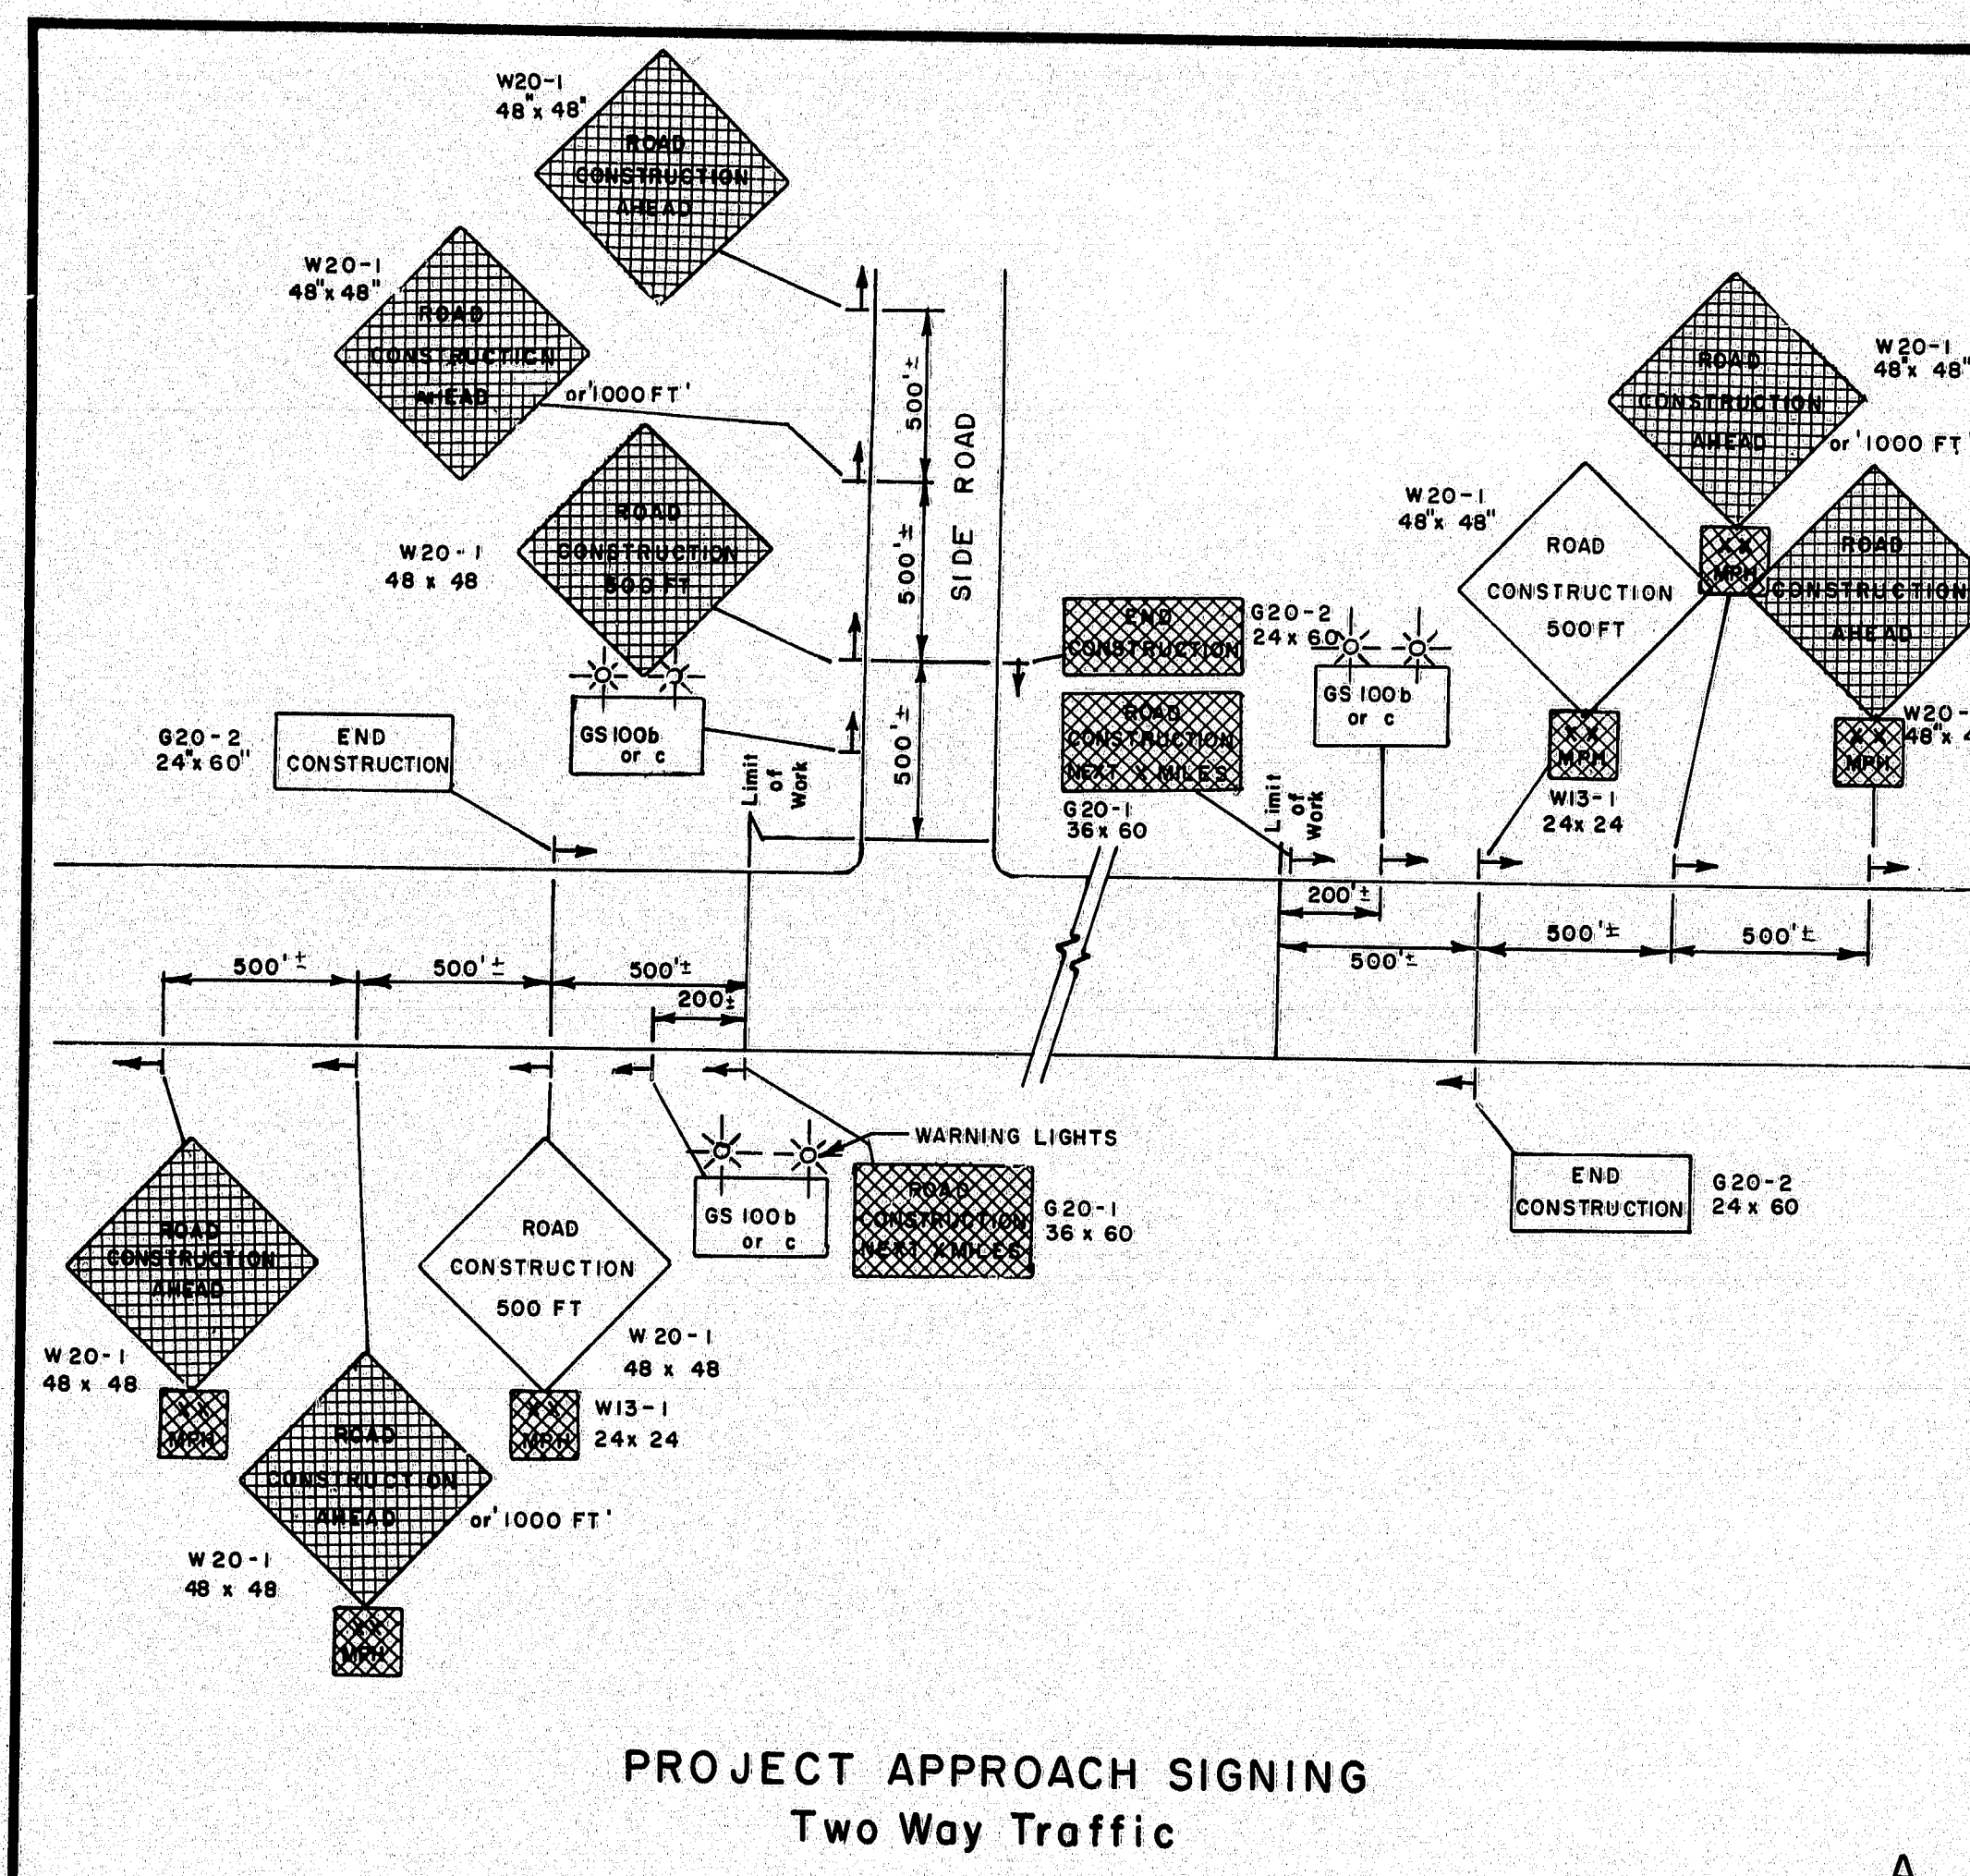 W20-1
48"x 48"
ROAD
CONSTRUCTION
AHEAD
W20-1
48"x 48"
ROAD
CONSTRUCTION
AHEAD
or '1000 FT'
W20-1
48 x 48
ROAD
CONSTRUCTION
500 FT
GS 100b
or c
G20-2
24"x 60"
END
CONSTRUCTION
Limit
of
Work
500'±
500'±
500'±
SIDE ROAD
END
CONSTRUCTION
G20-2
24 x 60
ROAD
CONSTRUCTION
NEXT X MILES
G20-1
36 x 60
Limit
of
Work
GS 100b
or c
W20-1
48"x 48"
ROAD
CONSTRUCTION
500 FT
XX
MPH
W13-1
24 x 24
W20-1
48"x 48"
ROAD
CONSTRUCTION
AHEAD
or '1000 FT'
XX
MPH
ROAD
CONSTRUCTION
AHEAD
W20-
48"x 4
XX
MPH
200'±
500'±
500'±
500'±
500'±
500'±
500'±
200±
ROAD
CONSTRUCTION
AHEAD
W20-1
48 x 48
XX
MPH
ROAD
CONSTRUCTION
AHEAD
or '1000 FT'
W20-1
48 x 48
XX
MPH
ROAD
CONSTRUCTION
500 FT
W20-1
48 x 48
XX
MPH
W13-1
24 x 24
WARNING LIGHTS
GS 100b
or c
ROAD
CONSTRUCTION
NEXT X MILES
G20-1
36 x 60
END
CONSTRUCTION
G20-2
24 x 60
PROJECT APPROACH SIGNING
Two Way Traffic